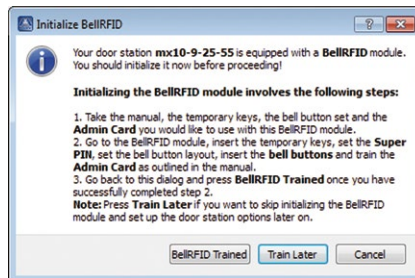 Initialize BellRFID
Your door station mx10-9-25-55 is equipped with a BellRFID module.
You should initialize it now before proceeding!
Initializing the BellRFID module involves the following steps:
1. Take the manual, the temporary keys, the bell button set and the
Admin Card you would like to use with this BellRFID module.
2. Go to the BellRFID module, insert the temporary keys, set the Super
PIN, set the bell button layout, insert the bell buttons and train the
Admin Card as outlined in the manual.
3. Go back to this dialog and press BellRFID Trained once you have
successfully completed step 2.
Note: Press Train Later if you want to skip initializing the BellRFID
module and set up the door station options later on.
BellRFID Trained Train Later Cancel